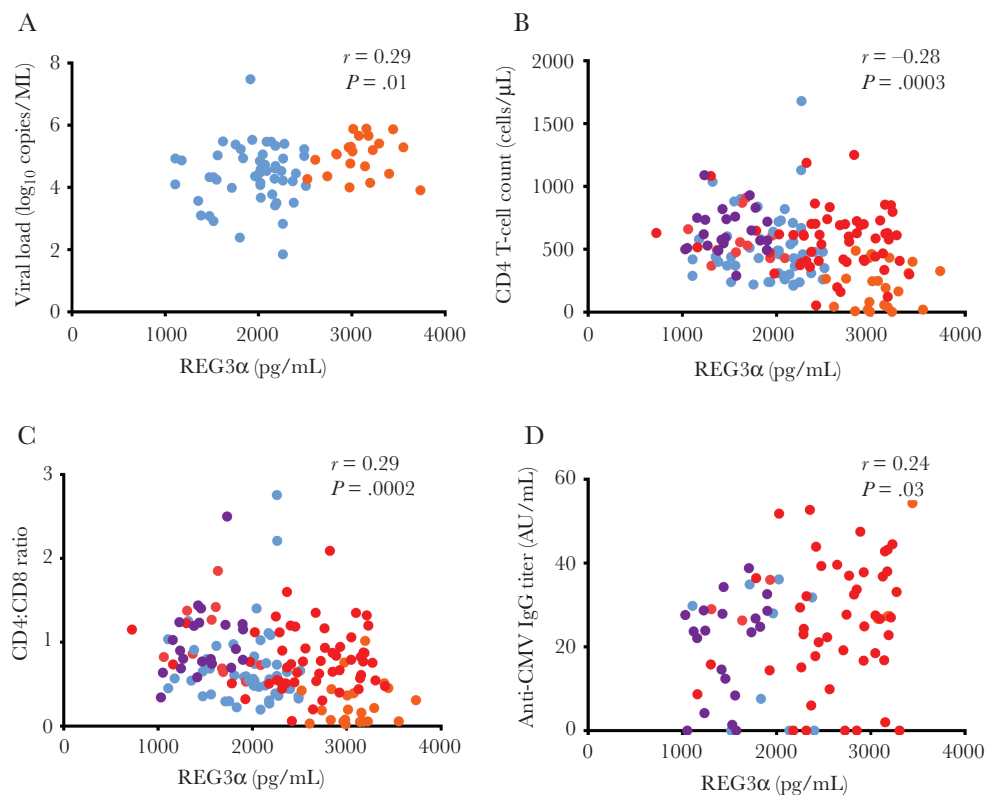 A
r = 0.29
P = .01
Viral load (log₁₀ copies/ML)
8
6
4
2
0
0 1000 2000 3000 4000
REG3α (pg/mL)
B
r = –0.28
P = .0003
CD4 T-cell count (cells/μL)
2000
1500
1000
500
0
0 1000 2000 3000 4000
REG3α (pg/mL)
C
r = 0.29
P = .0002
CD4:CD8 ratio
3
2
1
0
0 1000 2000 3000 4000
REG3α (pg/mL)
D
r = 0.24
P = .03
Anti-CMV IgG titer (AU/mL)
60
40
20
0
0 1000 2000 3000 4000
REG3α (pg/mL)